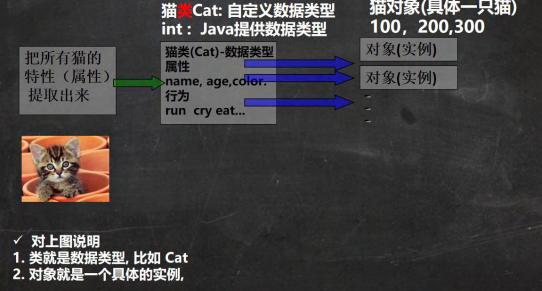 猫类Cat: 自定义数据类型
int： Java提供数据类型
猫对象(具体一只猫)
100，200,300
把所有猫的
特性（属性）
提取出来
猫类(Cat)-数据类型
属性
name, age,color.
行为
run cry eat...
对象(实例)
对象(实例)
✓ 对上图说明
1. 类就是数据类型, 比如 Cat
2. 对象就是一个具体的实例,